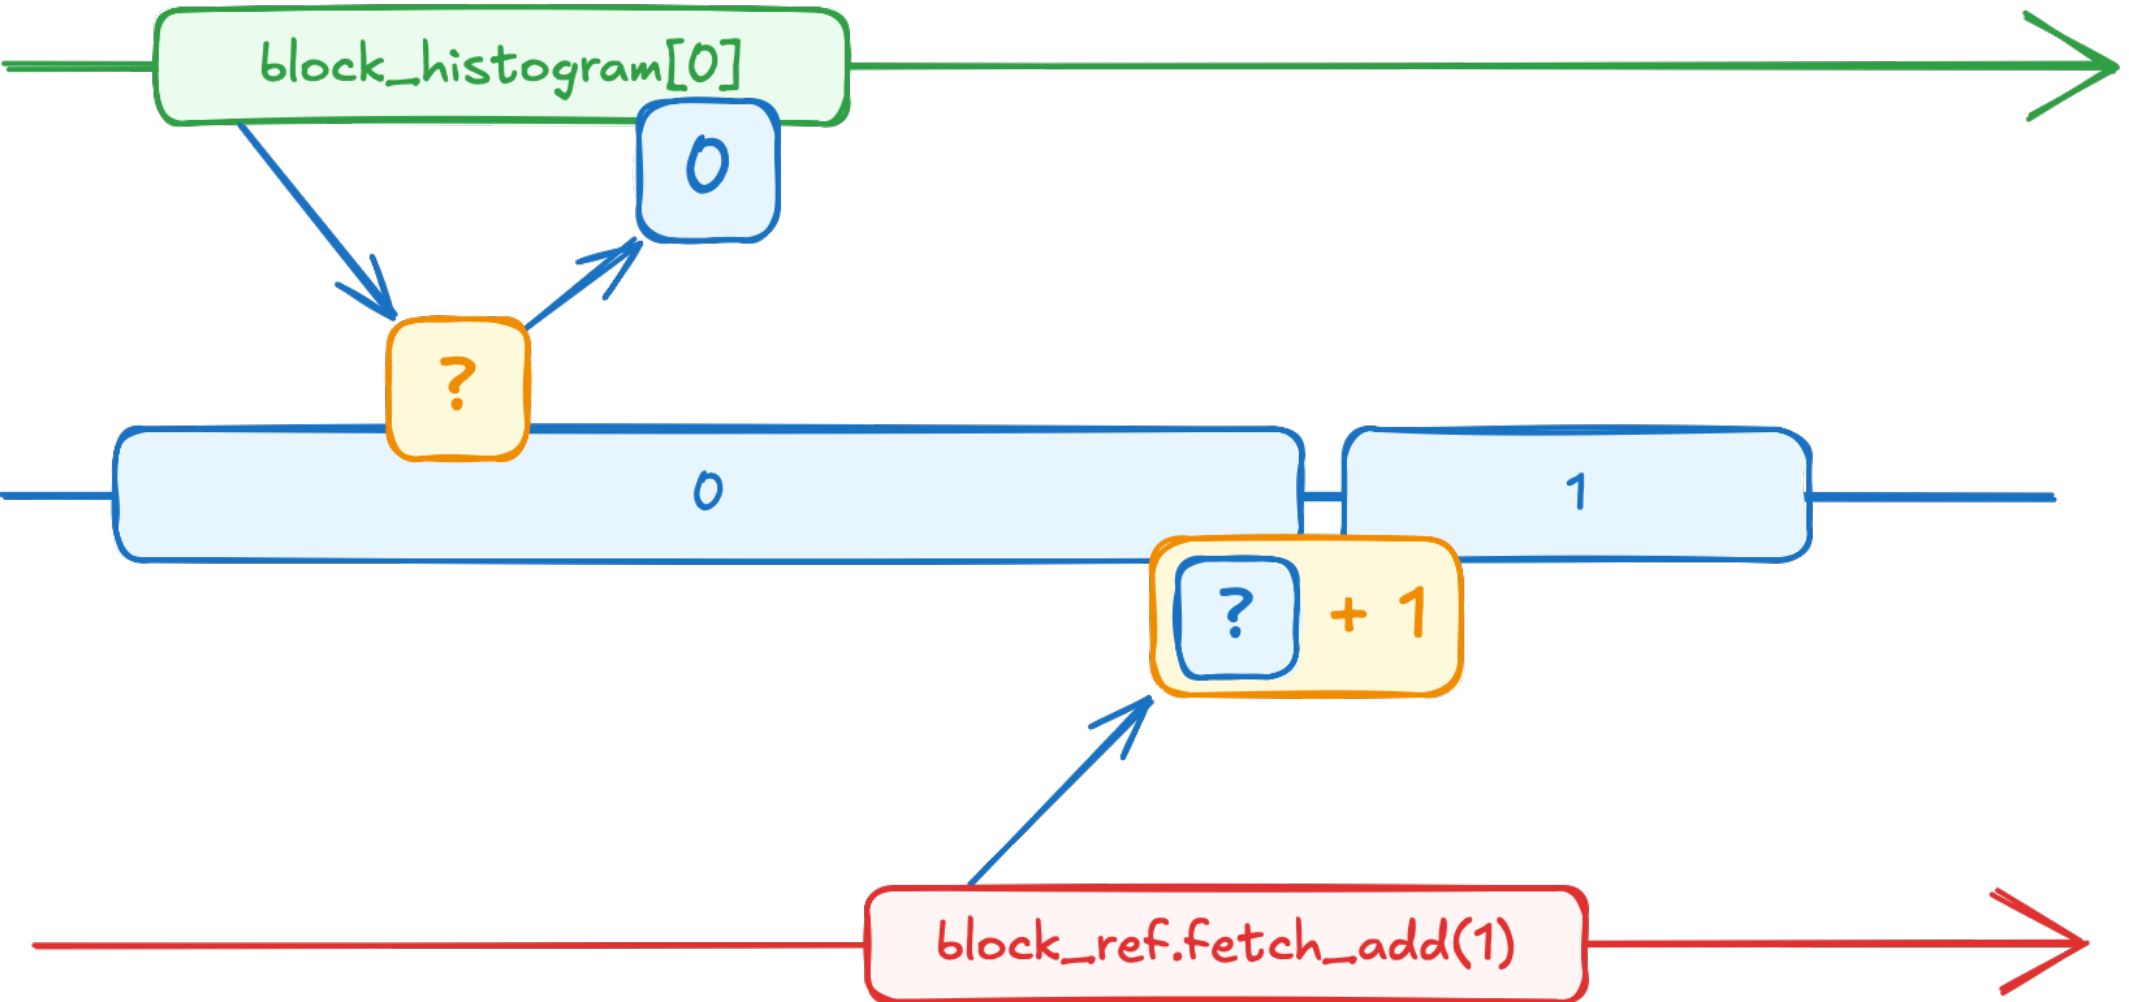 block_histogram[0]
0
?
0
1
? + 1
block_ref.fetch_add(1)